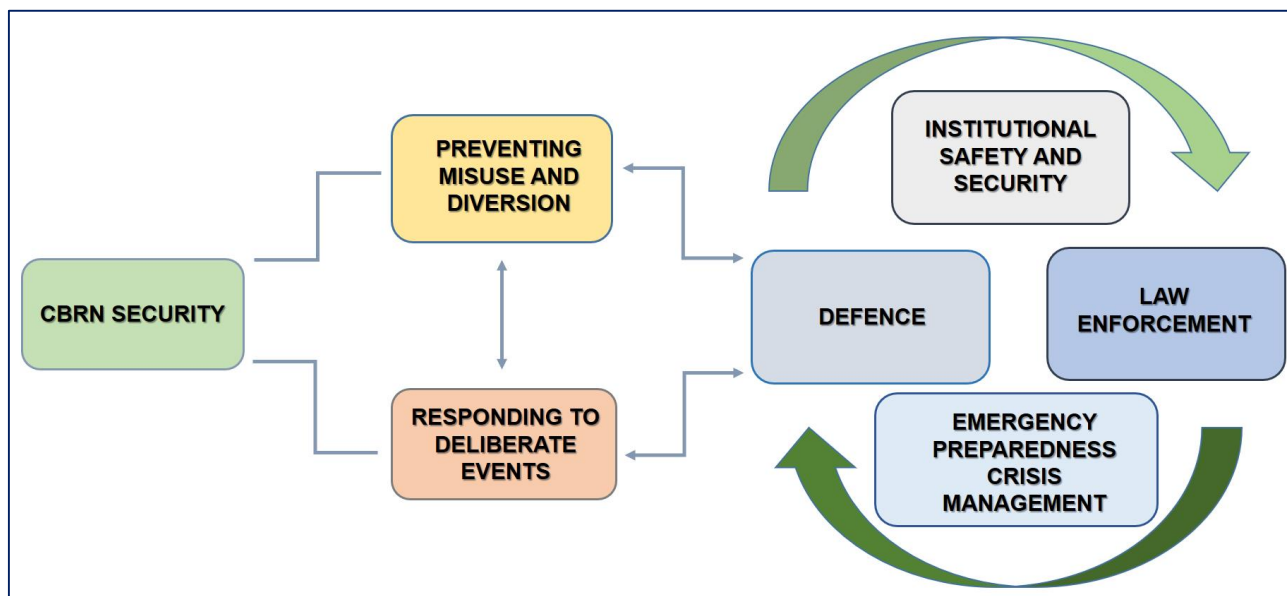 CBRN SECURITY
PREVENTING
MISUSE AND
DIVERSION
RESPONDING TO
DELIBERATE
EVENTS
DEFENCE
INSTITUTIONAL
SAFETY AND
SECURITY
LAW
ENFORCEMENT
EMERGENCY
PREPAREDNESS
CRISIS
MANAGEMENT